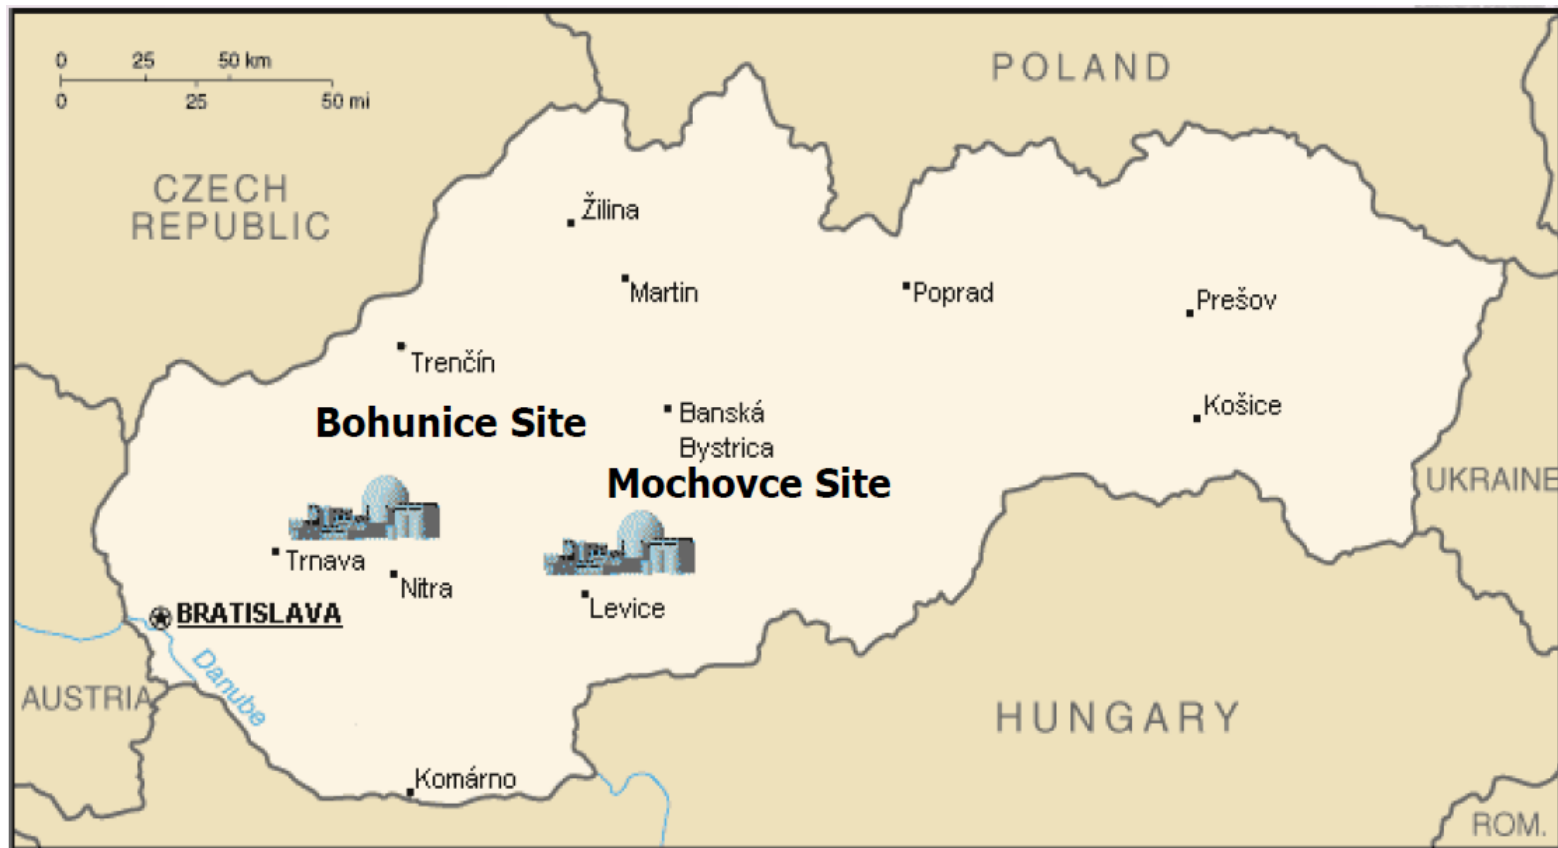 0 25 50 km
0 25 50 mi
POLAND
CZECH
REPUBLIC
Žilina
Martin
Poprad
Prešov
Trenčín
Bohunice Site
Banská
Bystrica
Košice
Mochovce Site
UKRAINE
Trnava
Nitra
Levice
BRATISLAVA
Danube
AUSTRIA
HUNGARY
Komárno
ROM.